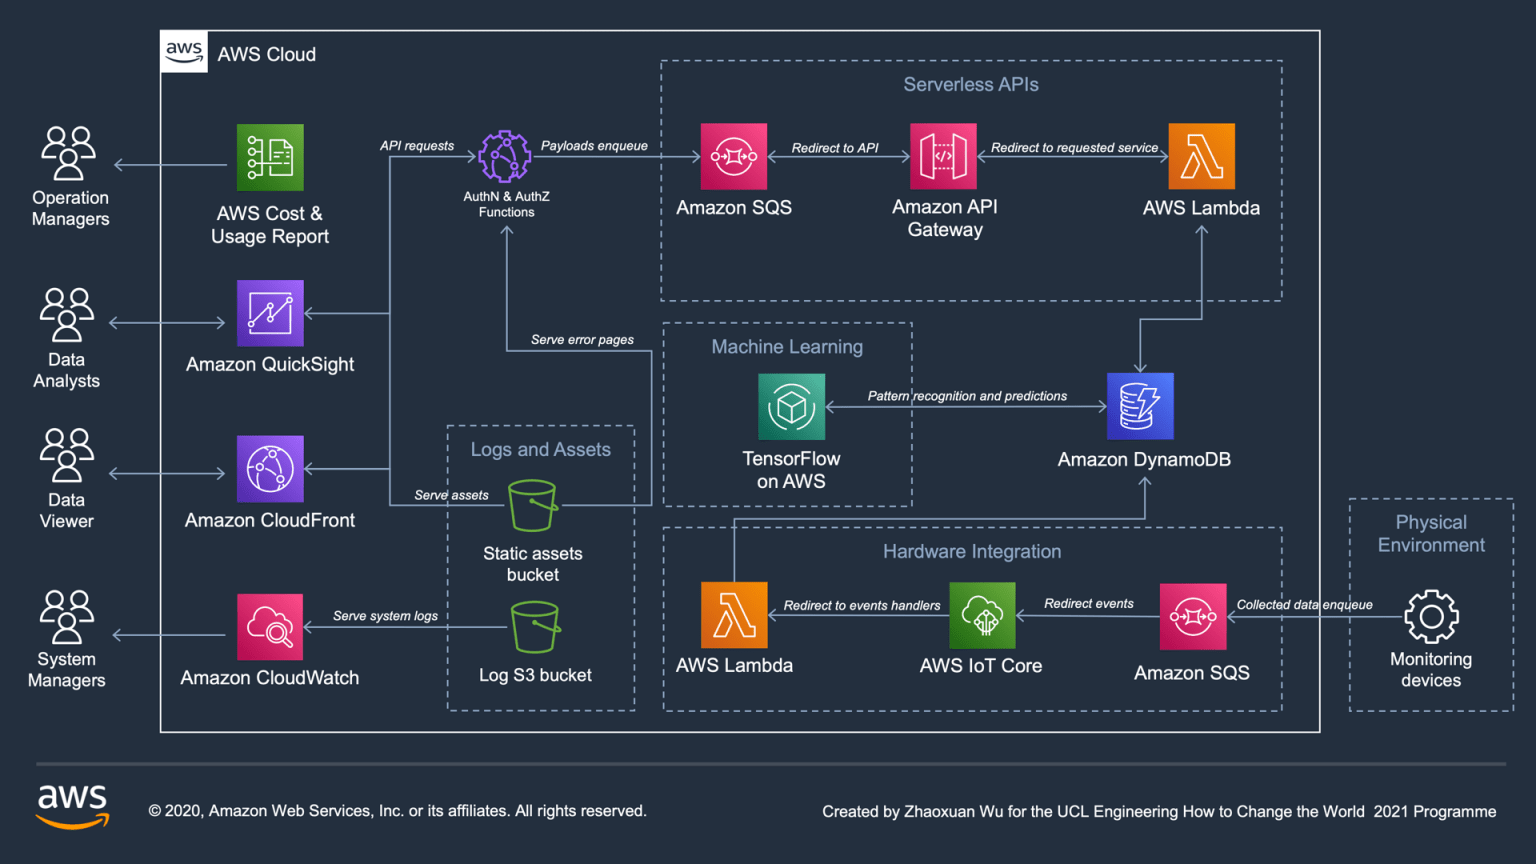 aws
AWS Cloud
Serverless APIs
API requests
Payloads enqueue
Redirect to API
Redirect to requested service
Operation
Managers
AWS Cost &
Usage Report
AuthN & AuthZ
Functions
Amazon SQS
Amazon API
Gateway
AWS Lambda
Data
Analysts
Amazon QuickSight
Serve error pages
Machine Learning
Pattern recognition and predictions
TensorFlow
on AWS
Amazon DynamoDB
Data
Viewer
Amazon CloudFront
Logs and Assets
Serve assets
Static assets
bucket
Physical
Environment
Hardware Integration
System
Managers
Amazon CloudWatch
Serve system logs
Log S3 bucket
Redirect to events handlers
Redirect events
Collected data enqueue
AWS Lambda
AWS IoT Core
Amazon SQS
Monitoring
devices
aws
© 2020, Amazon Web Services, Inc. or its affiliates. All rights reserved.
Created by Zhaoxuan Wu for the UCL Engineering How to Change the World 2021 Programme